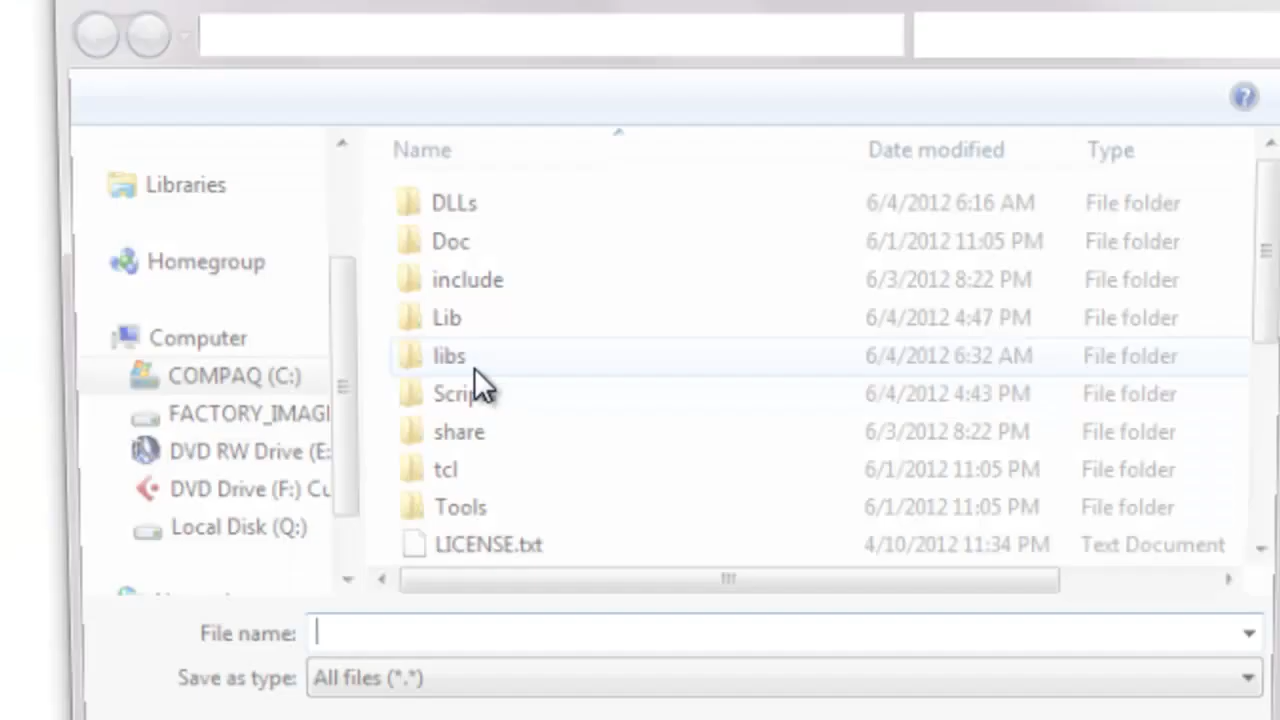 Name Date modified Type
Libraries
Homegroup
Computer
COMPAQ (C:)
FACTORY_IMAG
DVD RW Drive (E:
DVD Drive (F:) Cu
Local Disk (Q:)
DLLs 6/4/2012 6:16 AM File folder
Doc 6/1/2012 11:05 PM File folder
include 6/3/2012 8:22 PM File folder
Lib 6/4/2012 4:47 PM File folder
libs 6/4/2012 6:32 AM File folder
Scrip 6/4/2012 4:43 PM File folder
share 6/3/2012 8:22 PM File folder
tcl 6/1/2012 11:05 PM File folder
Tools 6/1/2012 11:05 PM File folder
LICENSE.txt 4/10/2012 11:34 PM Text Document
File name:
Save as type: All files (*.*)